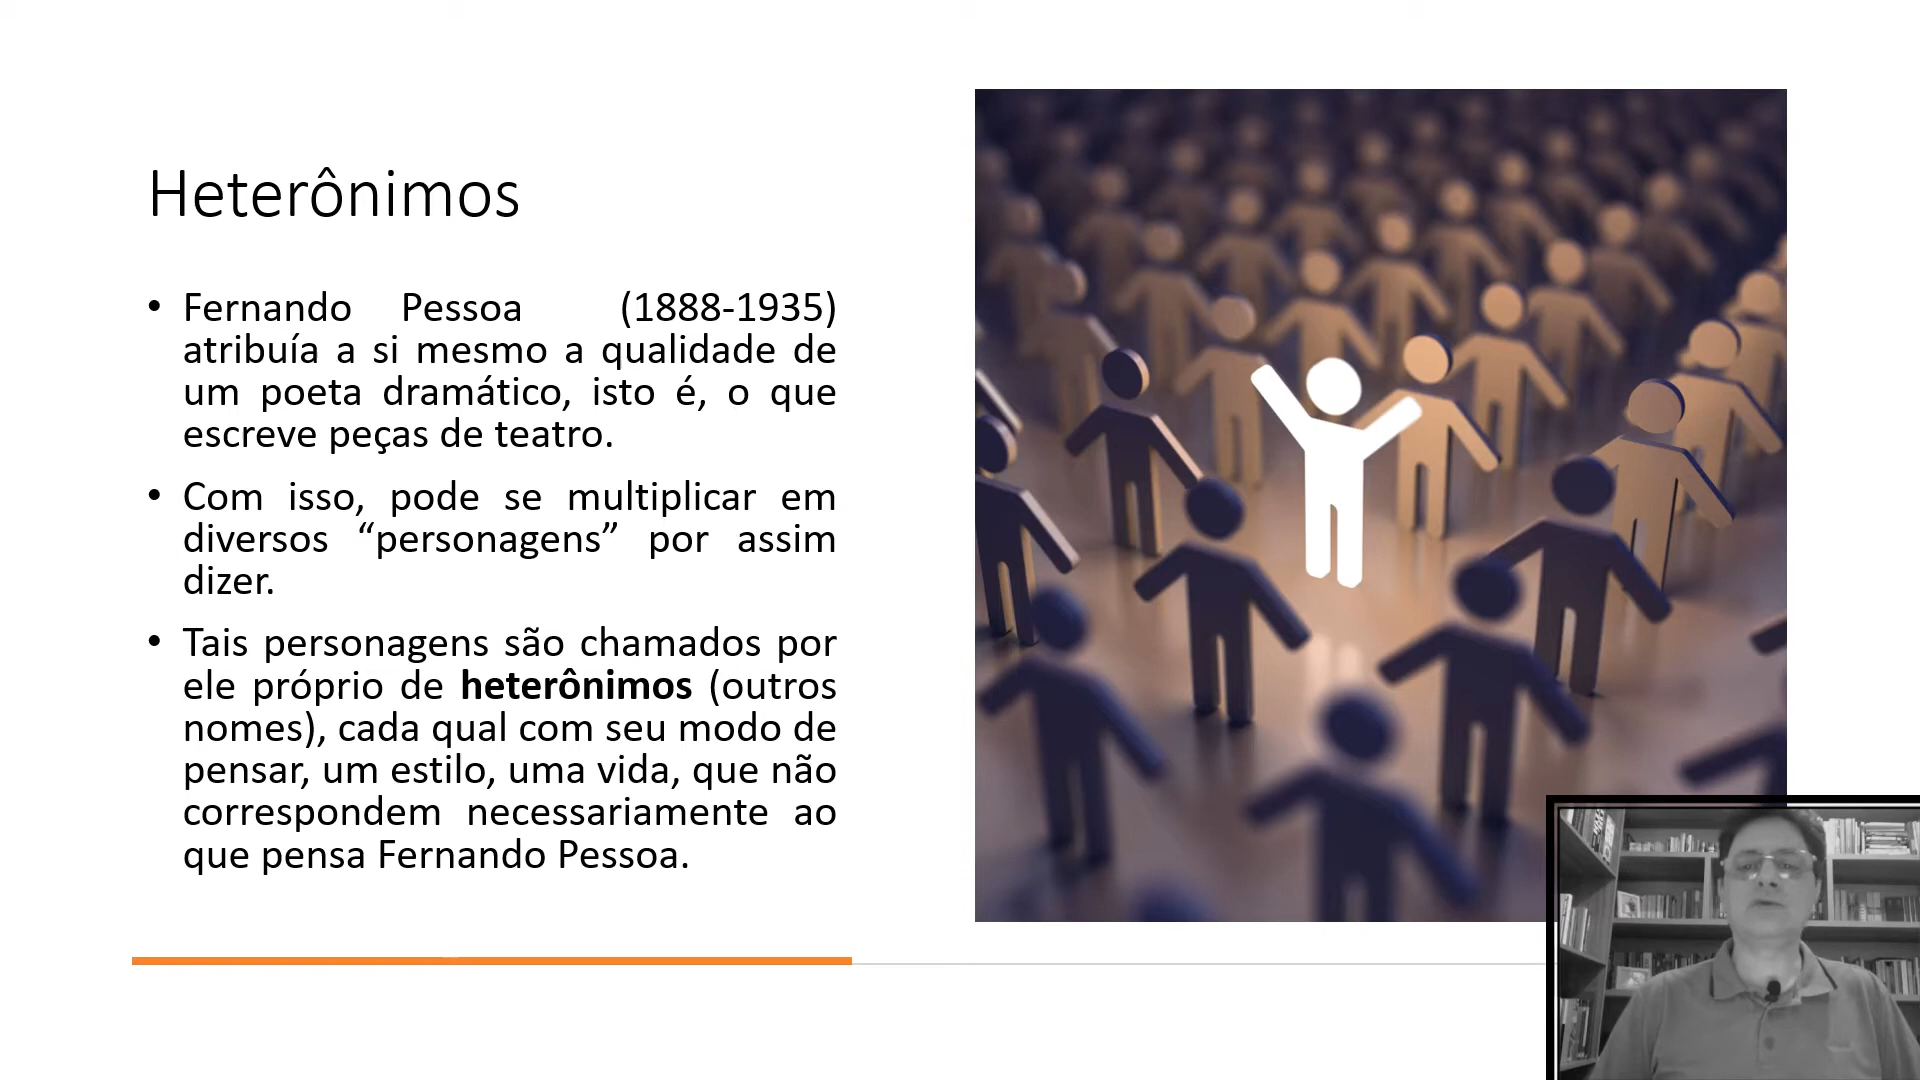 Heterônimos
• Fernando Pessoa (1888-1935)
atribuía a si mesmo a qualidade de
um poeta dramático, isto é, o que
escreve peças de teatro.
• Com isso, pode se multiplicar em
diversos “personagens” por assim
dizer.
• Tais personagens são chamados por
ele próprio de heterônimos (outros
nomes), cada qual com seu modo de
pensar, um estilo, uma vida, que não
correspondem necessariamente ao
que pensa Fernando Pessoa.